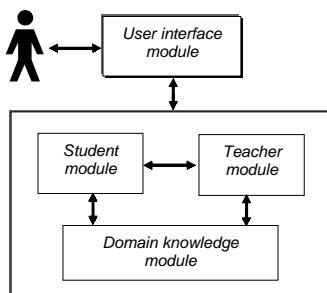 User interface
module
Student
module
Teacher
module
Domain knowledge
module